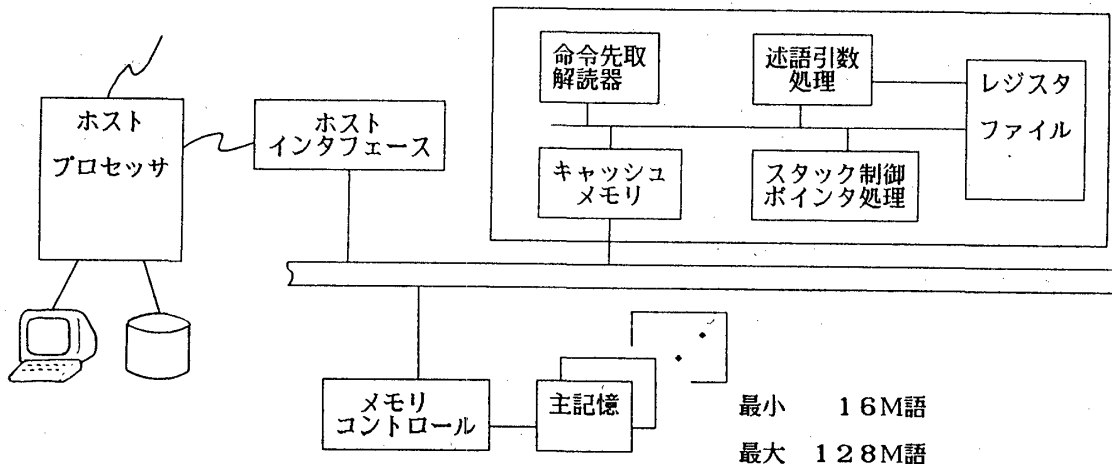 ホスト
プロセッサ
ホスト
インタフェース
命令先取
解読器
述語引数
処理
レジスタ
ファイル
キャッシュ
メモリ
スタック制御
ポインタ処理
メモリ
コントロール
主記憶
最小 16M語
最大 128M語